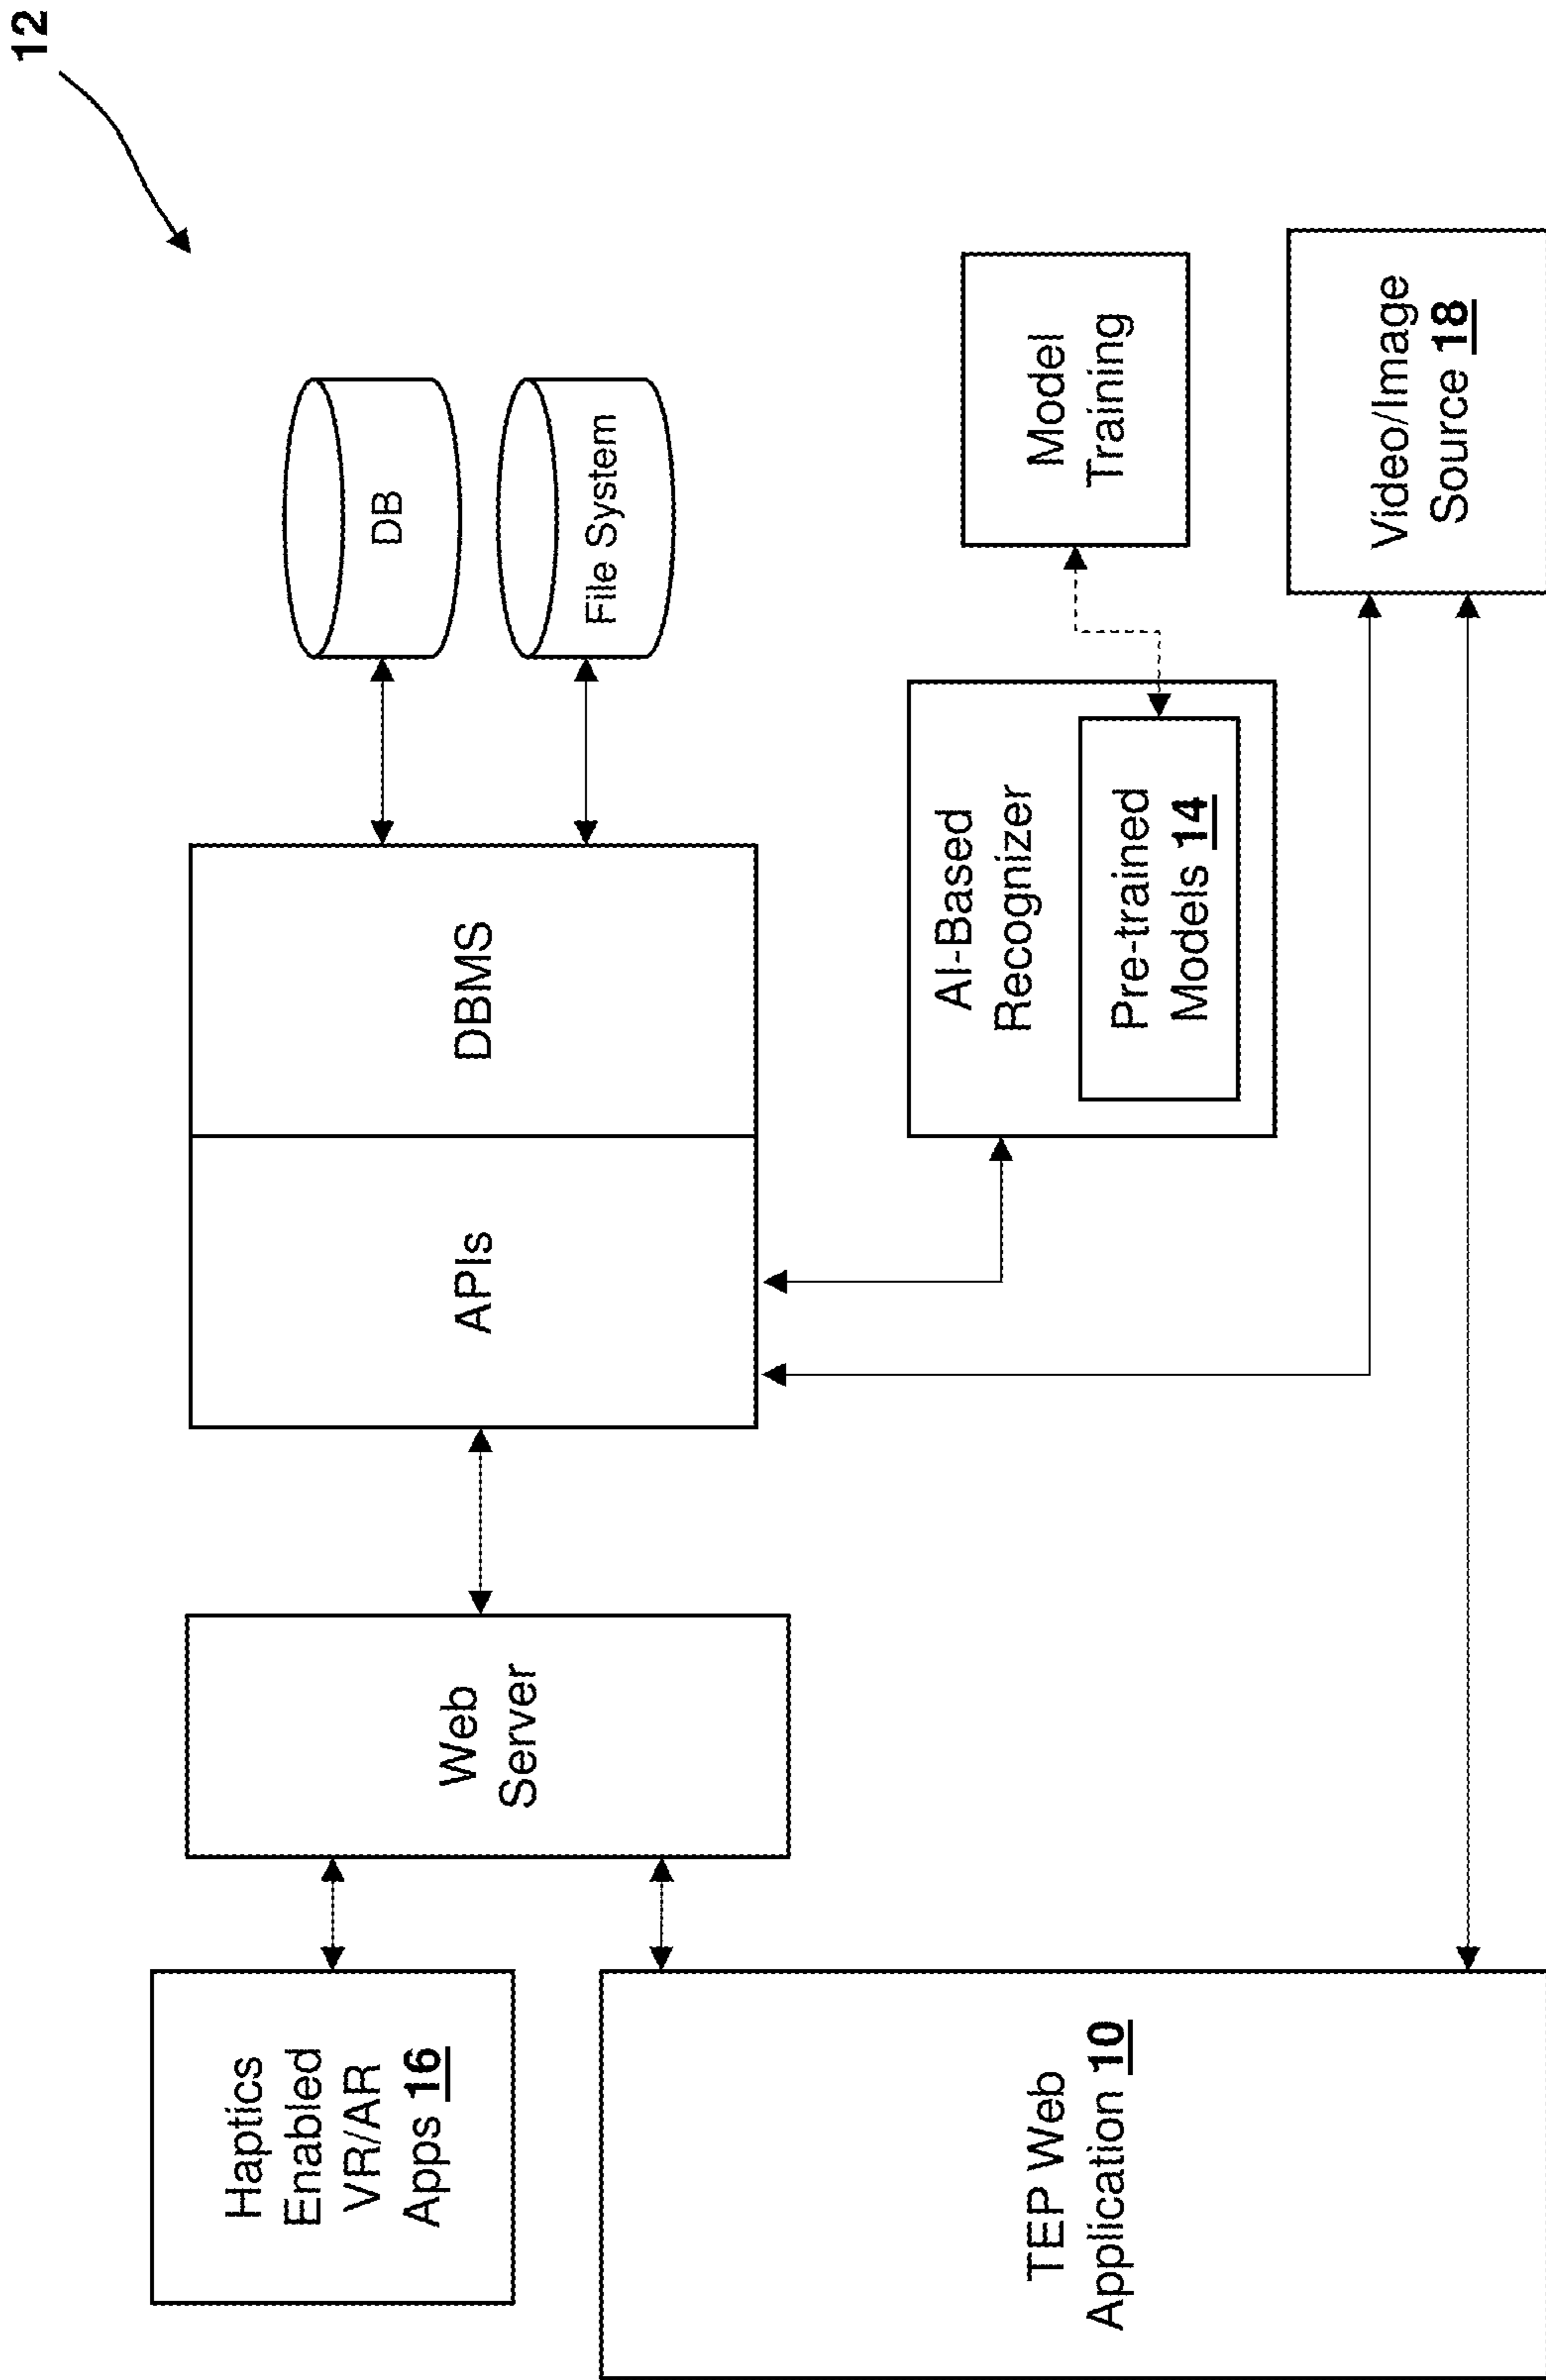 12
Haptics
Enabled
VR/AR
Apps 16
Web
Server
APIs
DBMS
DB
File System
TEP Web
Application 10
AI-Based
Recognizer
Pre-trained
Models 14
Model
Training
Video/Image
Source 18